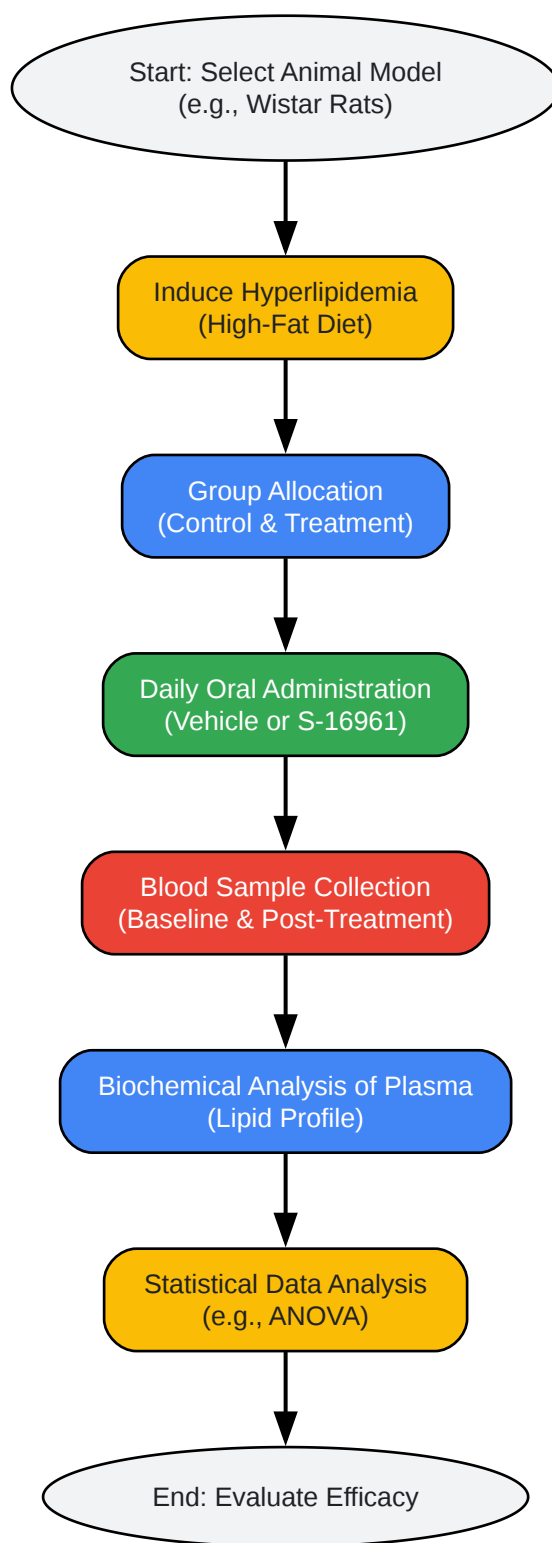 Start: Select Animal Model
(e.g., Wistar Rats)
Induce Hyperlipidemia
(High-Fat Diet)
Group Allocation
(Control & Treatment)
Daily Oral Administration
(Vehicle or S-16961)
Blood Sample Collection
(Baseline & Post-Treatment)
Biochemical Analysis of Plasma
(Lipid Profile)
Statistical Data Analysis
(e.g., ANOVA)
End: Evaluate Efficacy